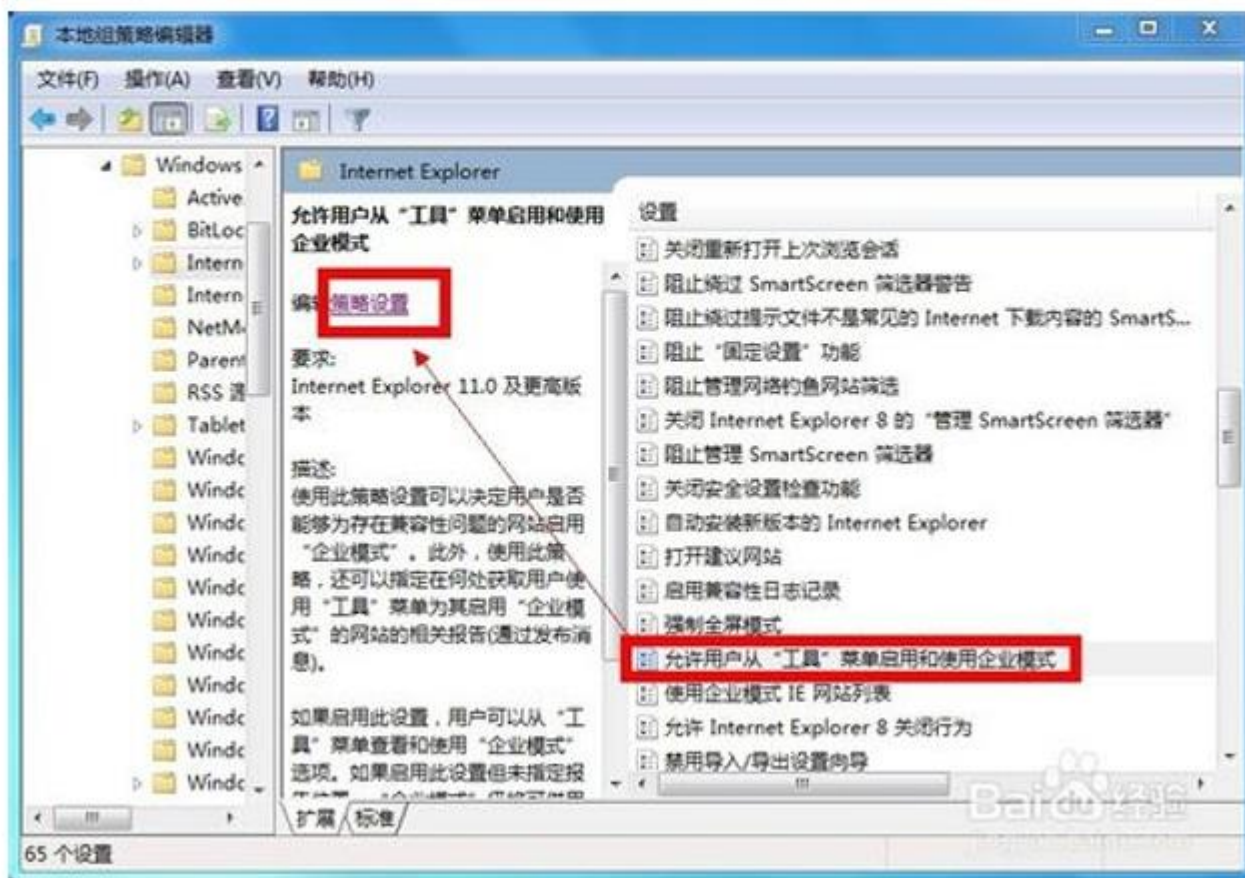 本地组策略编辑器
文件(F) 操作(A) 查看(V) 帮助(H)
Windows
Active
BitLoc
Intern
Intern
NetM
Parent
RSS 源
Tablet
Windc
Windc
Windc
Windc
Windc
Windc
Windc
Windc
Windc
Windc
Windc
Internet Explorer
允许用户从“工具”菜单启用和使用
企业模式
编辑策略设置
要求:
Internet Explorer 11.0 及更高版
本
描述:
使用此策略设置可以决定用户是否
能够为存在兼容性问题的网站启用
“企业模式”。此外，使用此策
略，还可以指定在何处获取用户使
用“工具”菜单为其启用“企业模
式”的网站的相关报告(通过发布消
息)。
如果启用此设置，用户可以从“工
具”菜单查看和使用“企业模式”
选项。如果启用此设置但未指定报
设置
关闭重新打开上次浏览会话
阻止绕过 SmartScreen 筛选器警告
阻止绕过提示文件不是常见的 Internet 下载内容的 SmartS...
阻止“固定设置”功能
阻止管理网络钓鱼网站筛选
关闭 Internet Explorer 8 的“管理 SmartScreen 筛选器”
阻止管理 SmartScreen 筛选器
关闭安全设置检查功能
自动安装新版本的 Internet Explorer
打开建议网站
启用兼容性日志记录
强制全屏模式
允许用户从“工具”菜单启用和使用企业模式
使用企业模式 IE 网站列表
允许 Internet Explorer 8 关闭行为
禁用导入/导出设置向导
扩展 标准
65 个设置
Baidu 经验